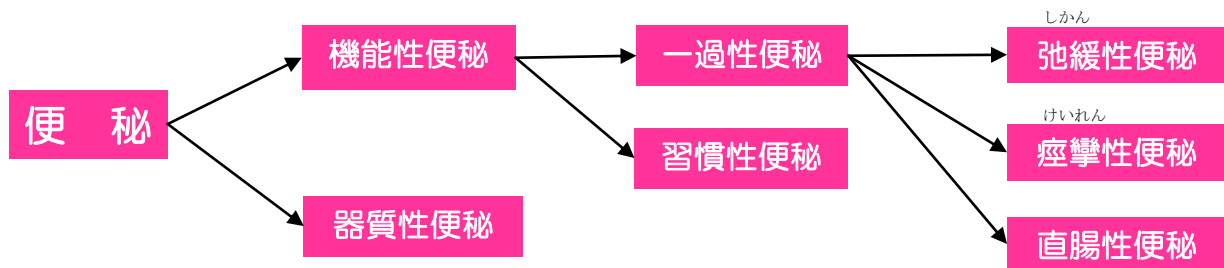 便　秘
機能性便秘
器質性便秘
一過性便秘
習慣性便秘
しかん
弛緩性便秘
けいれん
痙攣性便秘
直腸性便秘